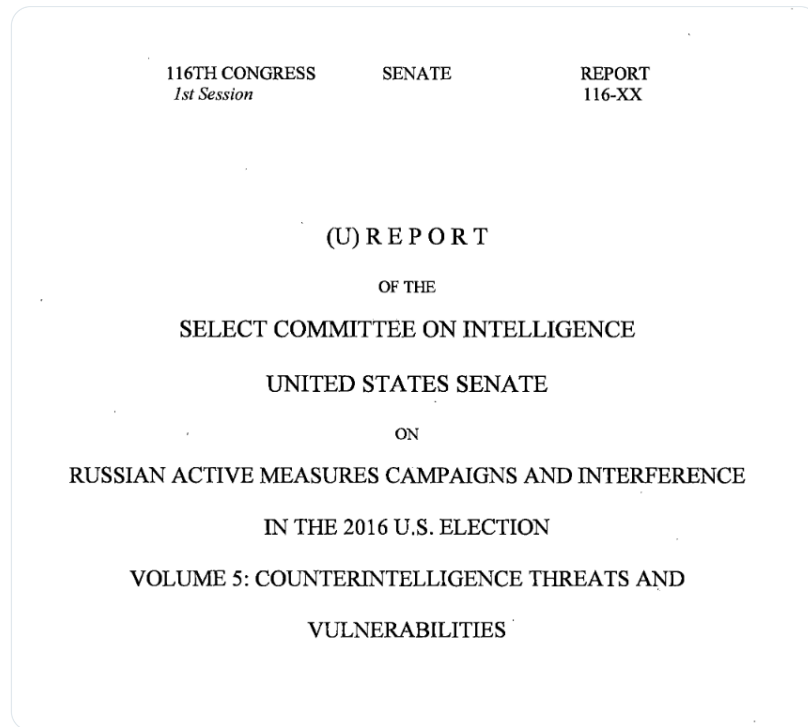 116TH CONGRESS SENATE REPORT
1st Session 116-XX
(U) R E P O R T
OF THE
SELECT COMMITTEE ON INTELLIGENCE
UNITED STATES SENATE
ON
RUSSIAN ACTIVE MEASURES CAMPAIGNS AND INTERFERENCE
IN THE 2016 U.S. ELECTION
VOLUME 5: COUNTERINTELLIGENCE THREATS AND
VULNERABILITIES